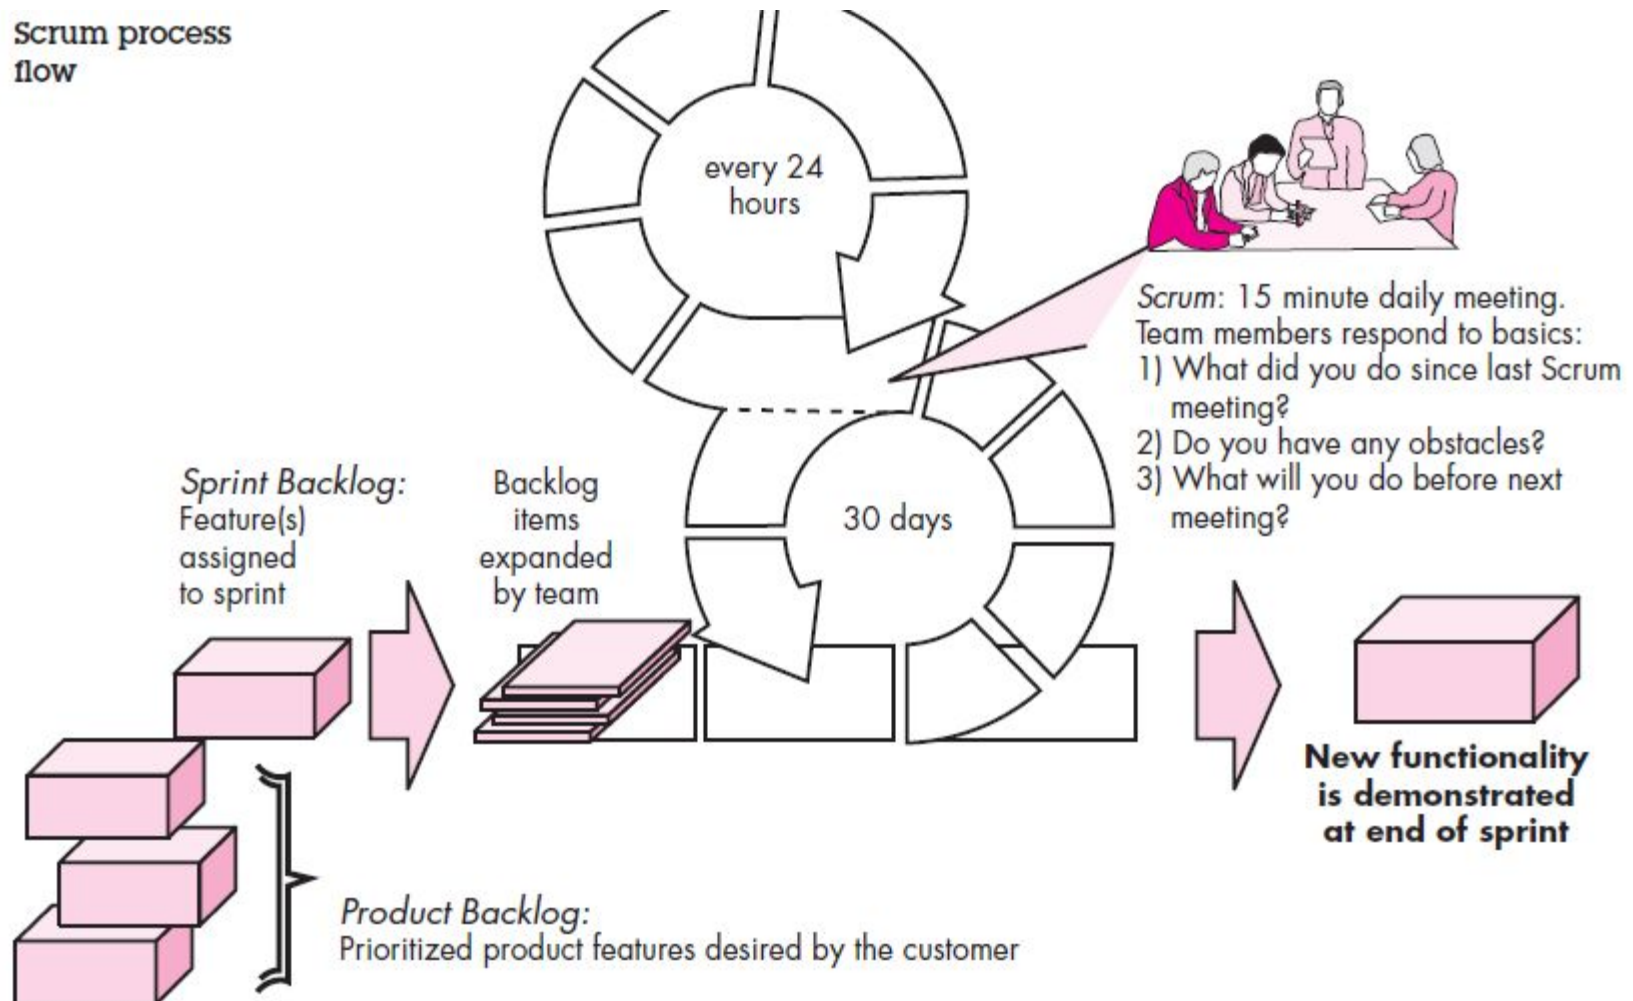 Scrum process
flow
every 24
hours
Scrum: 15 minute daily meeting.
Team members respond to basics:
1) What did you do since last Scrum
meeting?
2) Do you have any obstacles?
3) What will you do before next
meeting?
Sprint Backlog:
Feature(s)
assigned
to sprint
Backlog
items
expanded
by team
30 days
New functionality
is demonstrated
at end of sprint
Product Backlog:
Prioritized product features desired by the customer